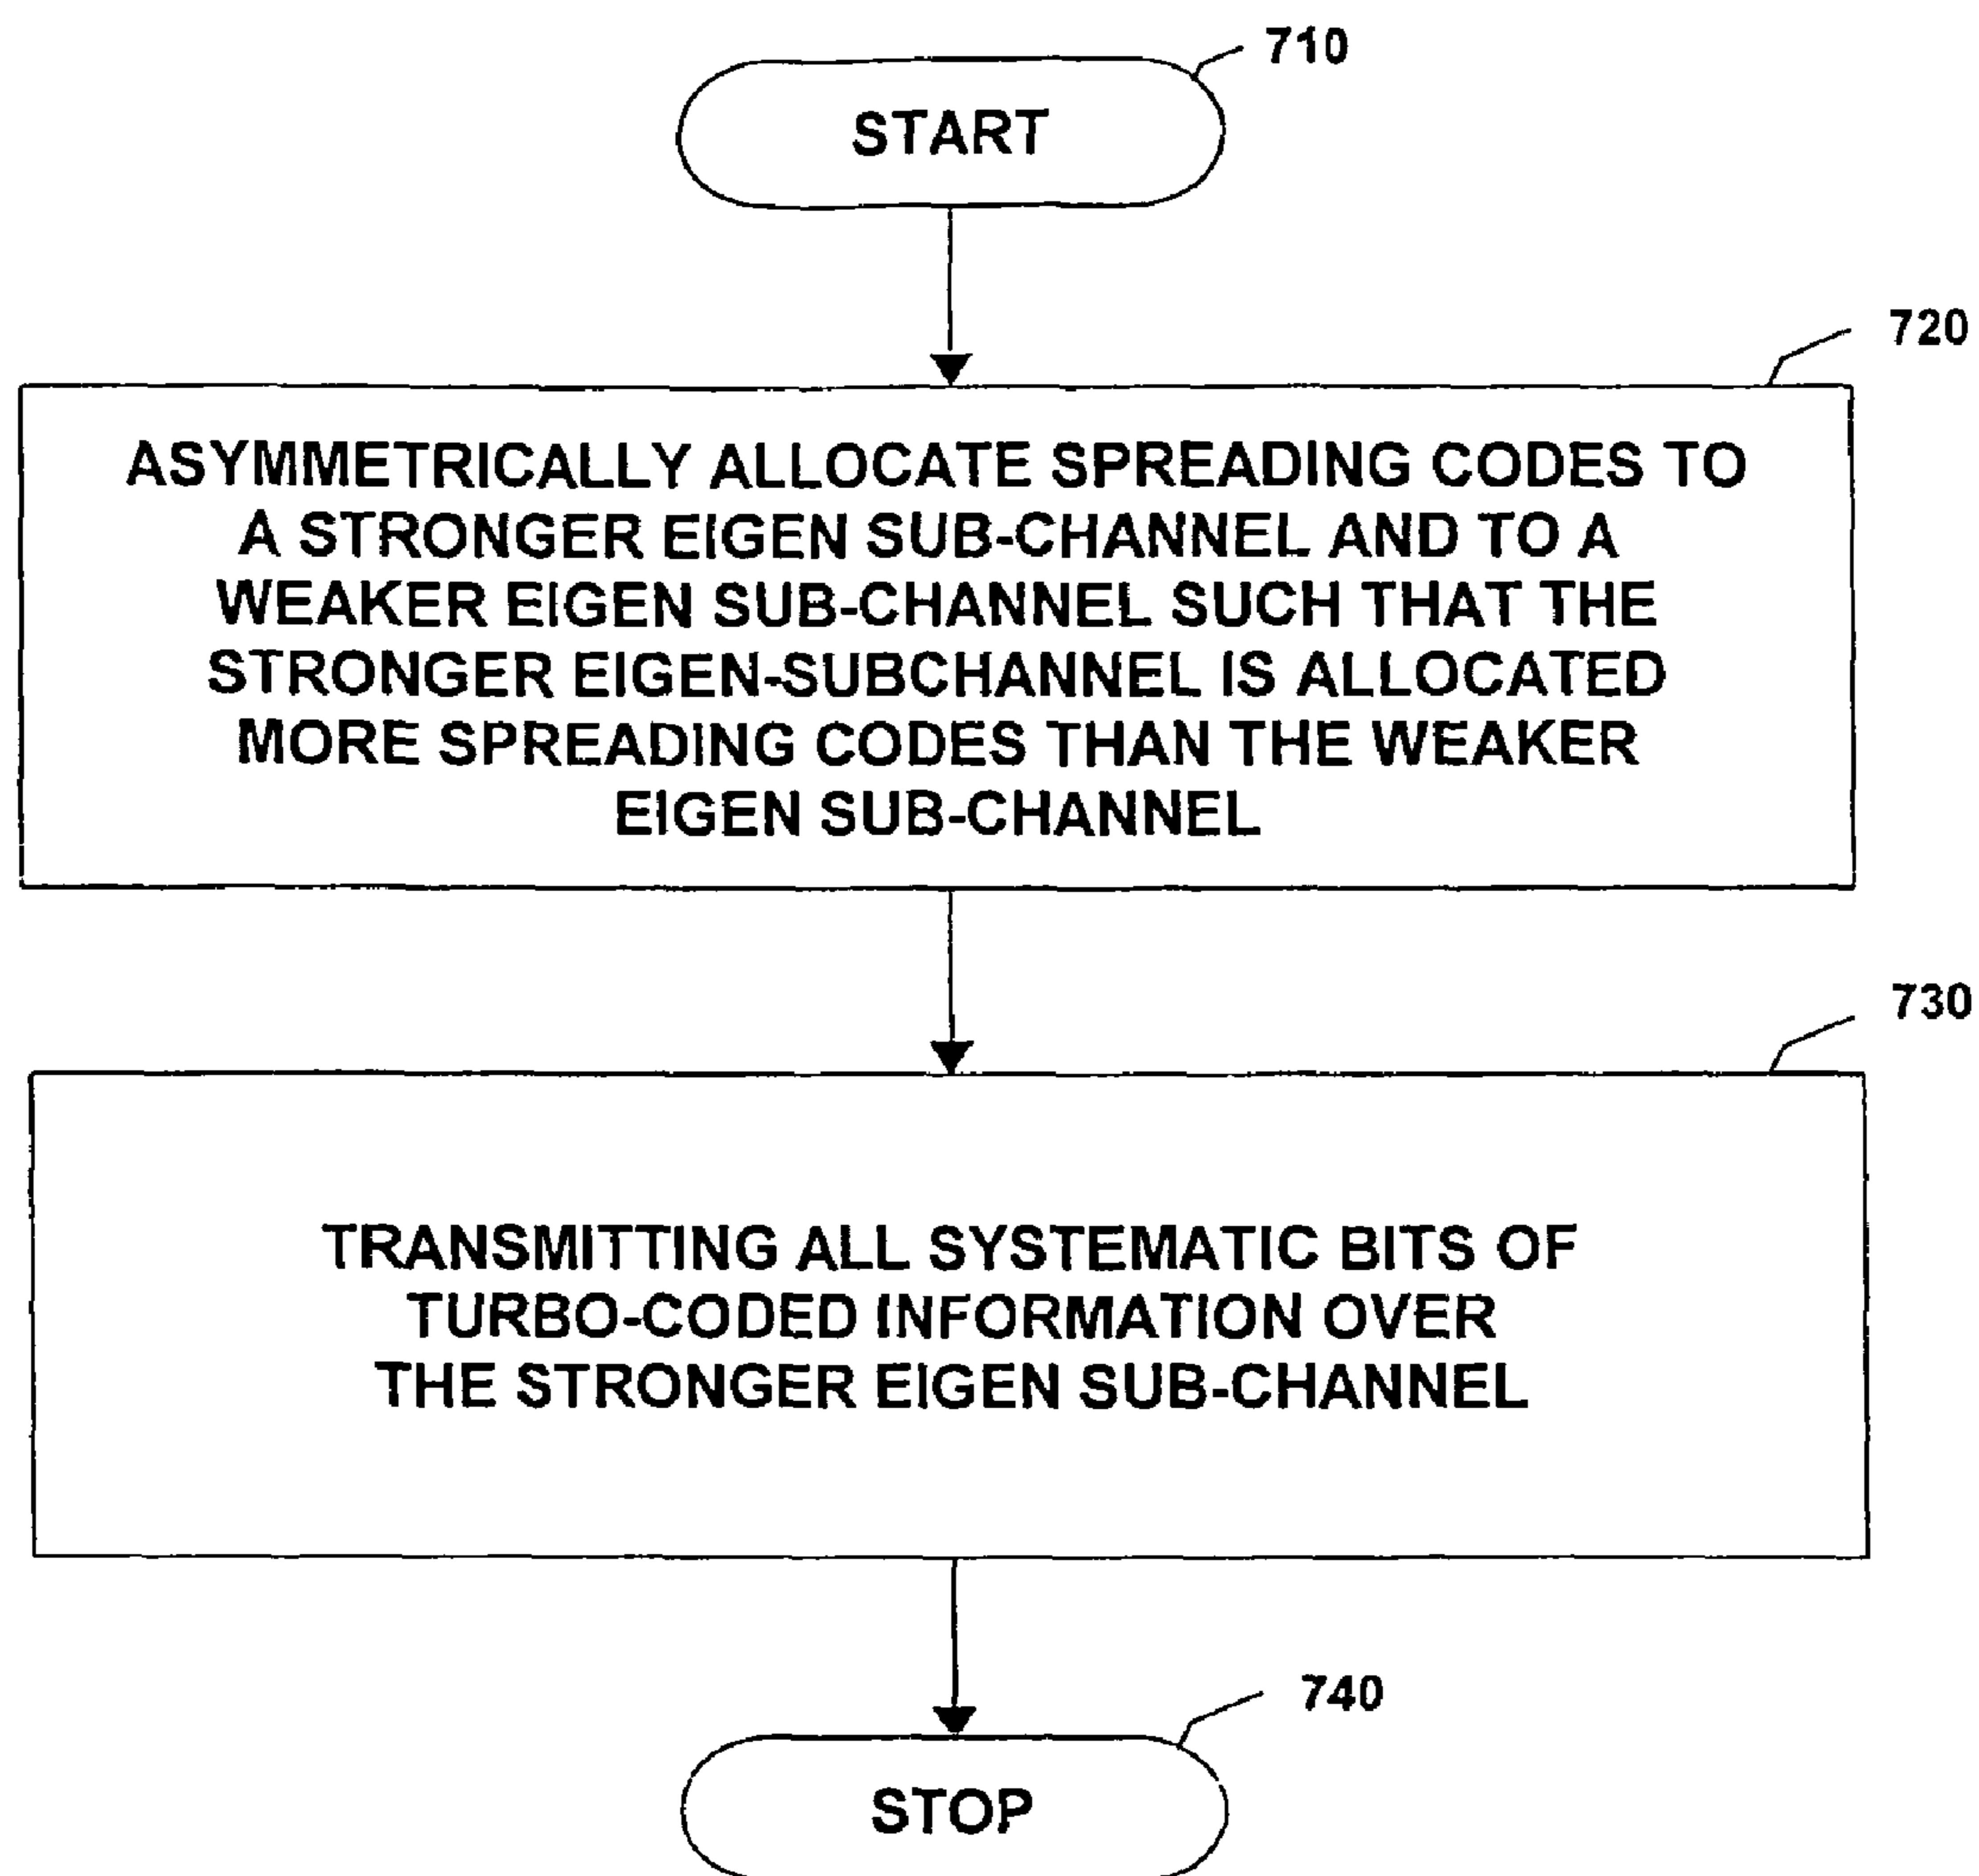 710
START
720
ASYMMETRICALLY ALLOCATE SPREADING CODES TO
A STRONGER EIGEN SUB-CHANNEL AND TO A
WEAKER EIGEN SUB-CHANNEL SUCH THAT THE
STRONGER EIGEN-SUBCHANNEL IS ALLOCATED
MORE SPREADING CODES THAN THE WEAKER
EIGEN SUB-CHANNEL
730
TRANSMITTING ALL SYSTEMATIC BITS OF
TURBO-CODED INFORMATION OVER
THE STRONGER EIGEN SUB-CHANNEL
740
STOP